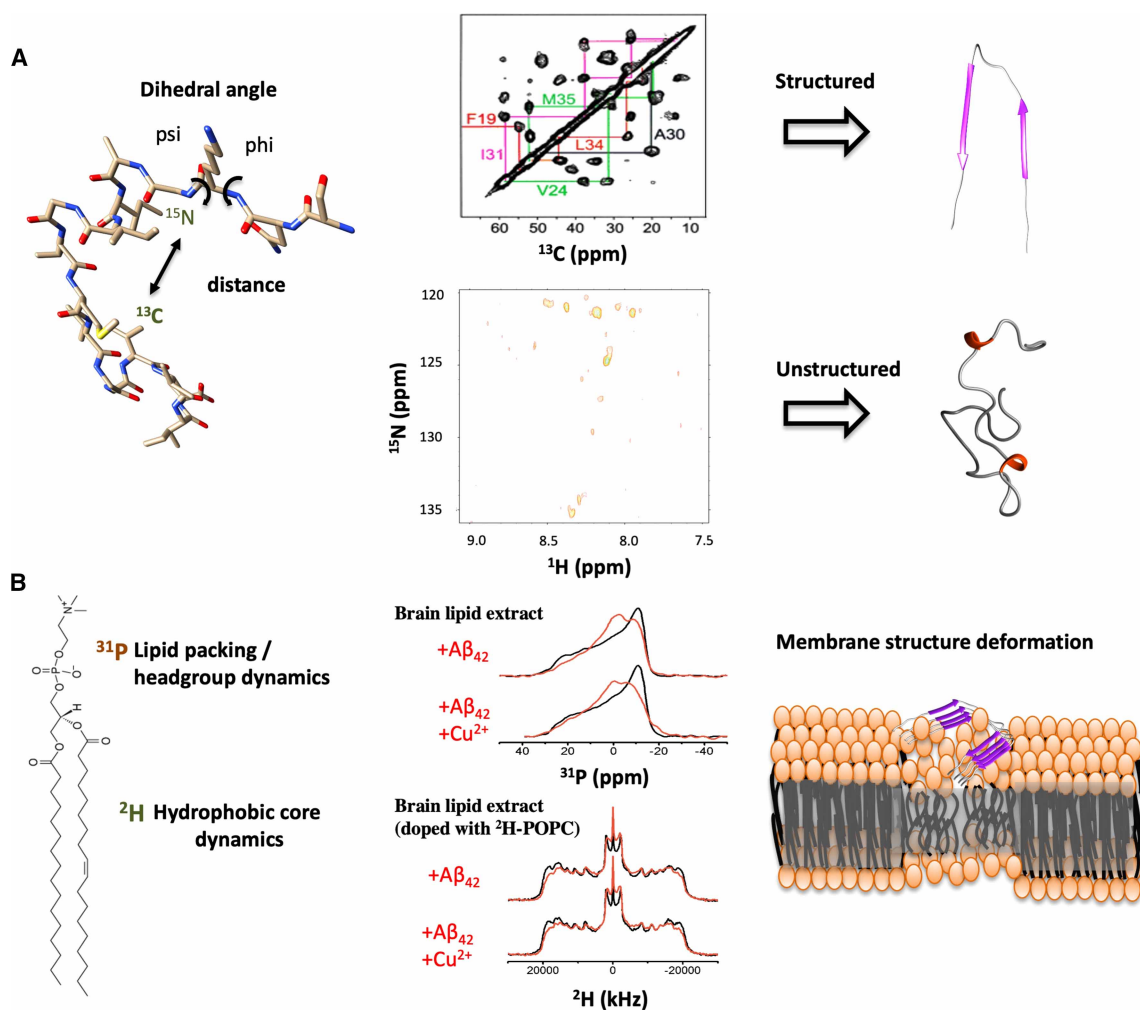 A
Dihedral angle
psi
phi
¹⁵N
distance
¹³C
M35
F19
A30
L34
I31
V24
60 50 40 30 20 10
¹³C (ppm)
Structured
120
125
130
135
¹⁵N (ppm)
9.0 8.5 8.0 7.5
¹H (ppm)
Unstructured
B
N⁺
O
P
O⁻
O
O
H
O
O
O
O
³¹P Lipid packing /
headgroup dynamics
²H Hydrophobic core
dynamics
Brain lipid extract
+Aβ₄₂
+Aβ₄₂
+Cu²⁺
40 20 0 -20 -40
³¹P (ppm)
Brain lipid extract
(doped with ²H-POPC)
+Aβ₄₂
+Aβ₄₂
+Cu²⁺
20000 0 -20000
²H (kHz)
Membrane structure deformation